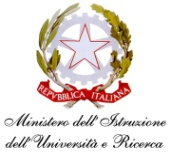 REPVBBLICA ITALIANA
Ministero dell'Istruzione
dell'Università e Ricerca